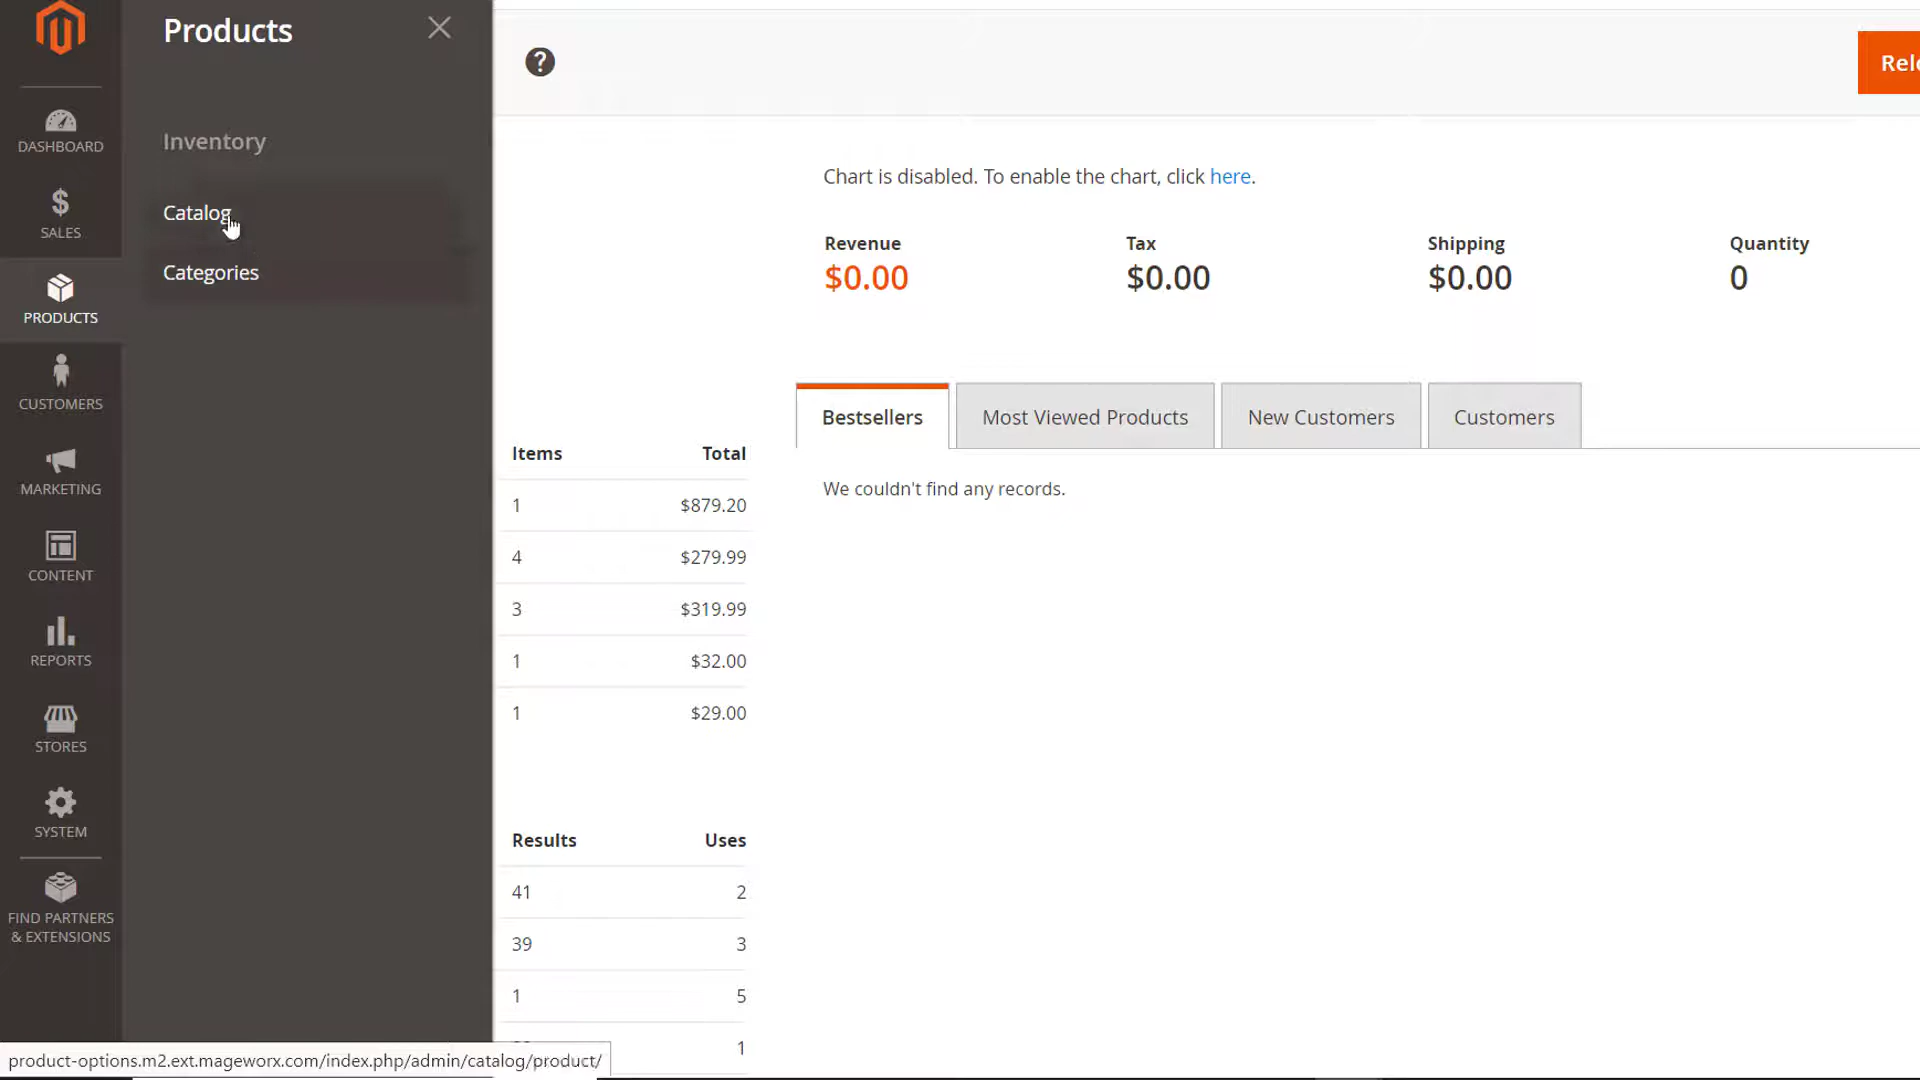 Products
Inventory
Catalog
Categories
DASHBOARD
SALES
PRODUCTS
CUSTOMERS
MARKETING
CONTENT
REPORTS
STORES
SYSTEM
FIND PARTNERS
& EXTENSIONS
?
Chart is disabled. To enable the chart, click here.
Revenue Tax Shipping Quantity
$0.00 $0.00 $0.00 0
Bestsellers Most Viewed Products New Customers Customers
We couldn't find any records.
Items Total
1 $879.20
4 $279.99
3 $319.99
1 $32.00
1 $29.00
Results Uses
41 2
39 3
1 5
1
product-options.m2.ext.mageworx.com/index.php/admin/catalog/product/